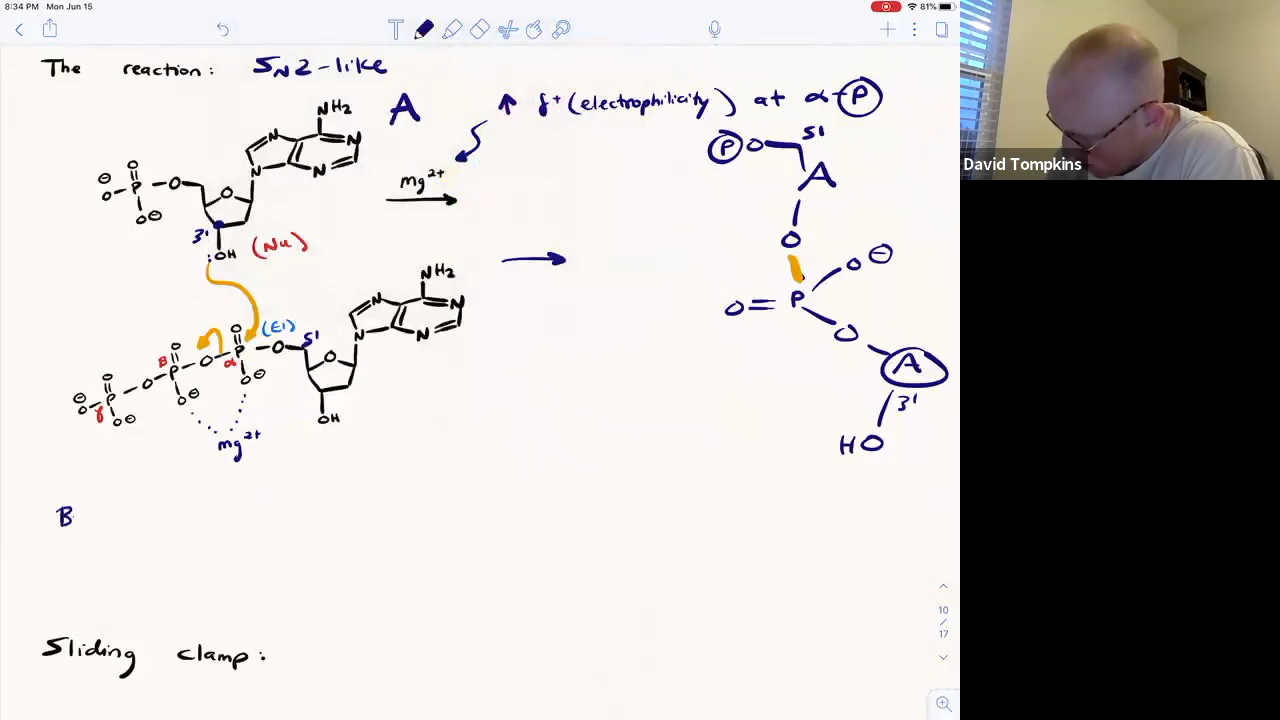 8:34 PM Mon Jun 15
81%
The reaction: SN2-like
↑ δ+ (electrophilicity) at α-P
NH2
A
N
N
N
N
O
P
O
O
⊖
O
O⊖
Mg2+
3'
:OH
(Nu)
P O
5'
A
O
O⊖
O=P
O
A
3'
HO
NH2
N
N
N
N
(El)
5'
O
P
α
O
O
O⊖
O
β
P
O
O⊖
O
γ
P
O
⊖
O
O⊖
OH
mg2+
B
Sliding clamp:
10
/
17
David Tompkins